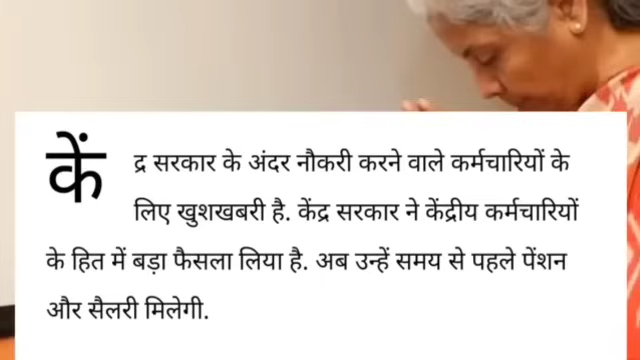 केंद्र सरकार के अंदर नौकरी करने वाले कर्मचारियों के
लिए खुशखबरी है. केंद्र सरकार ने केंद्रीय कर्मचारियों
के हित में बड़ा फैसला लिया है. अब उन्हें समय से पहले पेंशन
और सैलरी मिलेगी.